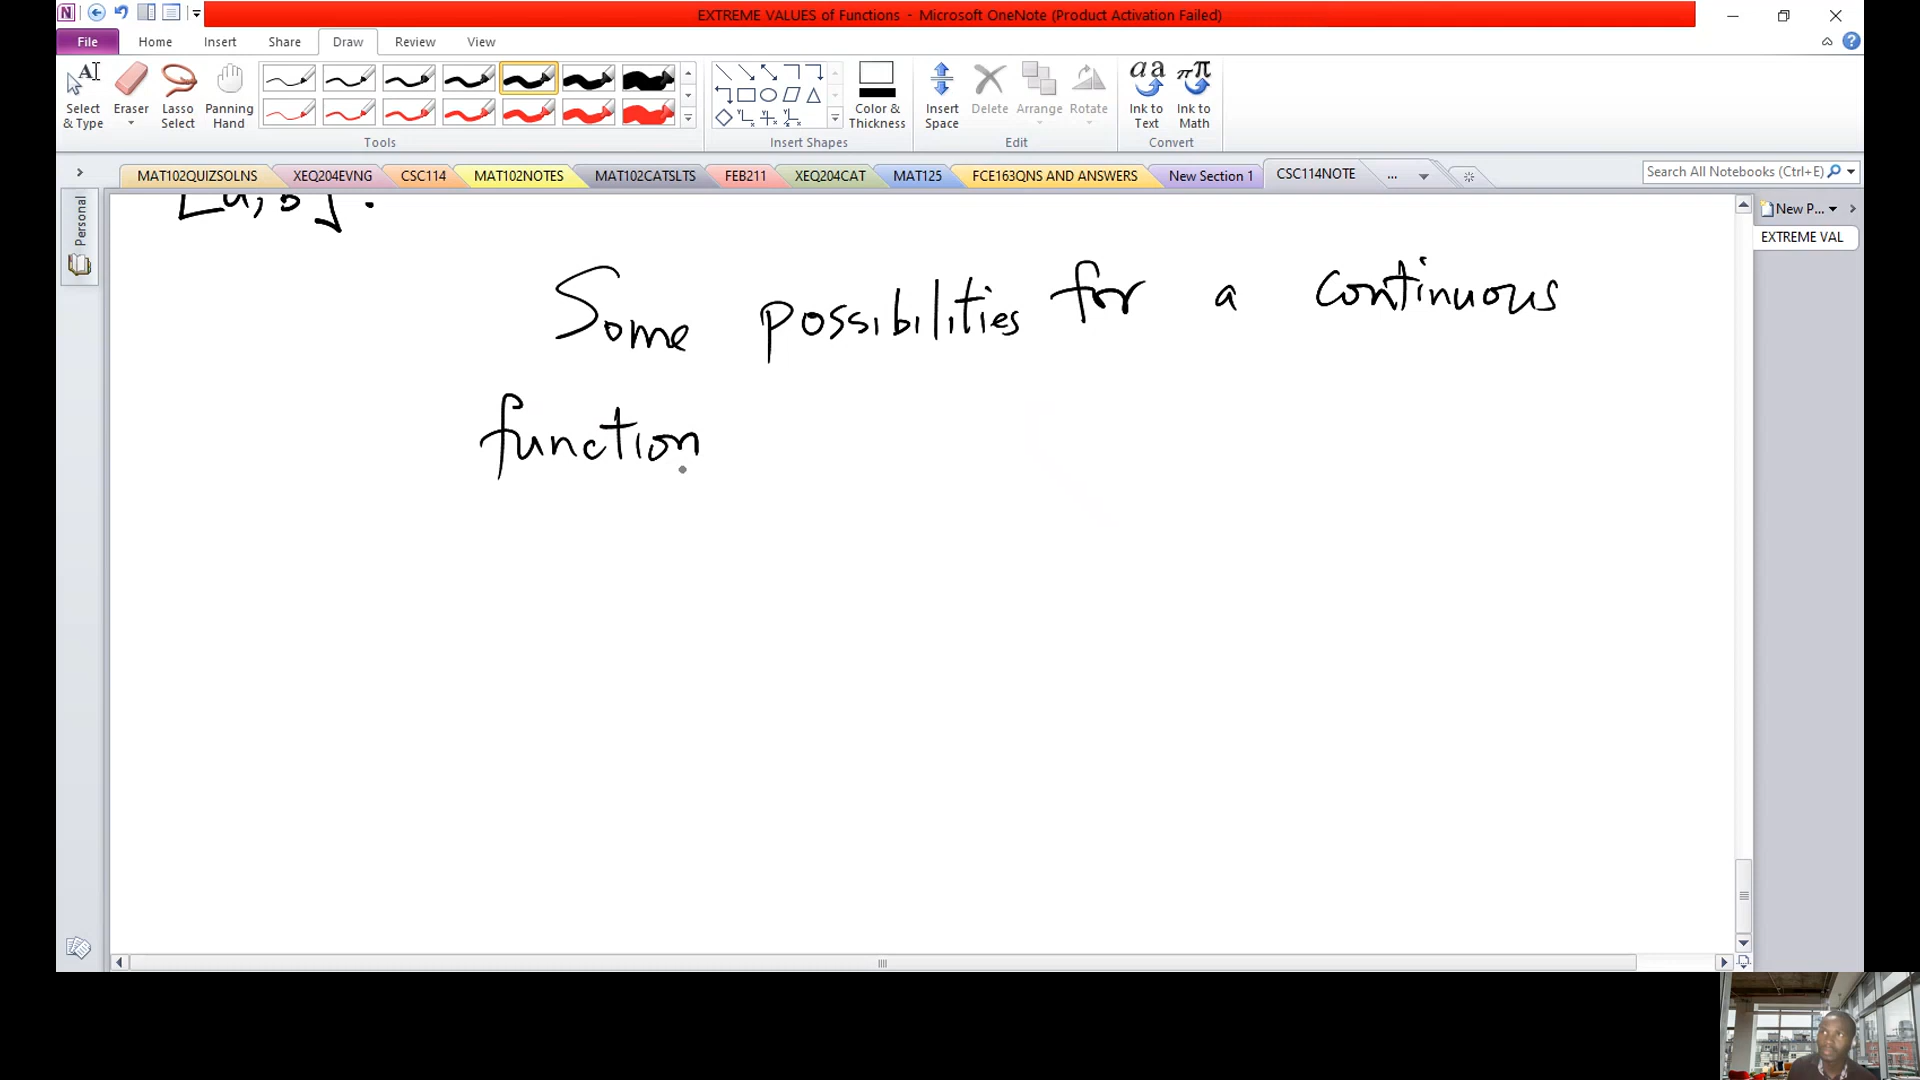 EXTREME VALUES of Functions - Microsoft OneNote (Product Activation Failed)
File Home Insert Share Draw Review View
Select & Type
Eraser
Lasso Select
Panning Hand
Color & Thickness
Insert Space
Delete
Arrange
Rotate
Ink to Text
Ink to Math
Tools Insert Shapes Edit Convert
MAT102QUIZSOLNS XEQ204EVNG CSC114 MAT102NOTES MAT102CATSLTS FEB211 XEQ204CAT MAT125 FCE163QNS AND ANSWERS New Section 1 CSC114NOTE ... Search All Notebooks (Ctrl+E)
Personal
New P...
EXTREME VAL
[a, b].
Some possibilities for a continuous
function